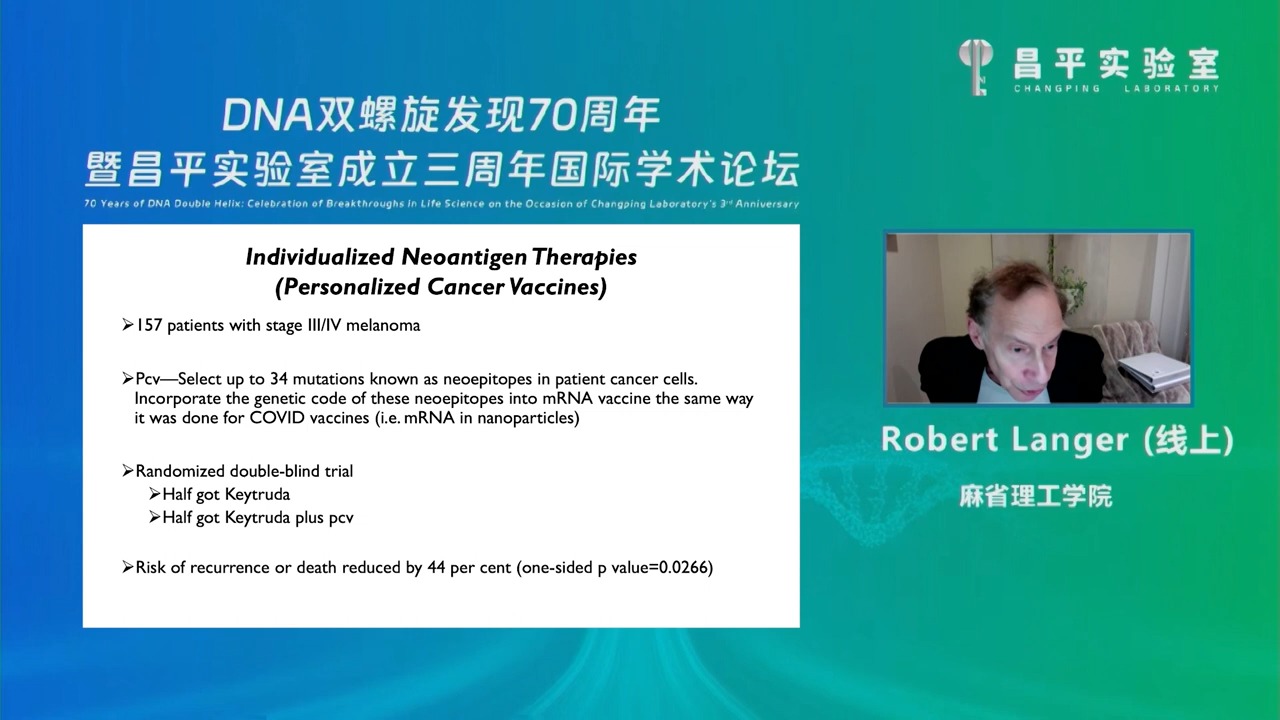 昌平实验室
CHANGPING LABORATORY
DNA双螺旋发现70周年
暨昌平实验室成立三周年国际学术论坛
70 Years of DNA Double Helix: Celebration of Breakthroughs in Life Science on the Occasion of Changping Laboratory's 3rd Anniversary
Individualized Neoantigen Therapies
(Personalized Cancer Vaccines)
➢157 patients with stage III/IV melanoma
➢Pcv—Select up to 34 mutations known as neoepitopes in patient cancer cells.
Incorporate the genetic code of these neoepitopes into mRNA vaccine the same way
it was done for COVID vaccines (i.e. mRNA in nanoparticles)
➢Randomized double-blind trial
➢Half got Keytruda
➢Half got Keytruda plus pcv
➢Risk of recurrence or death reduced by 44 per cent (one-sided p value=0.0266)
Robert Langer (线上)
麻省理工学院